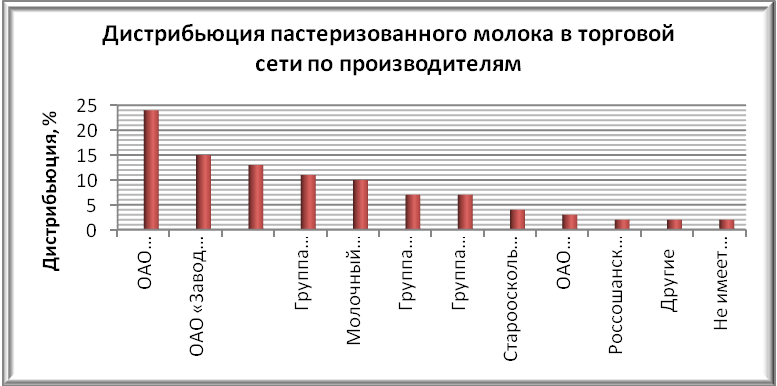 Дистрибьюция пастеризованного молока в торговой
сети по производителям
Дистрибьюция, %
25
20
15
10
5
0
ОАО...
ОАО «Завод...
Группа...
Молочный...
Группа...
Группа...
Старооскoль...
ОАО...
Россошанск...
Другие
Не имеет...